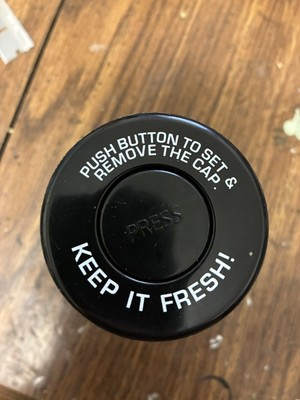 PUSH BUTTON TO SET &
REMOVE THE CAP.
PRESS
KEEP IT FRESH!